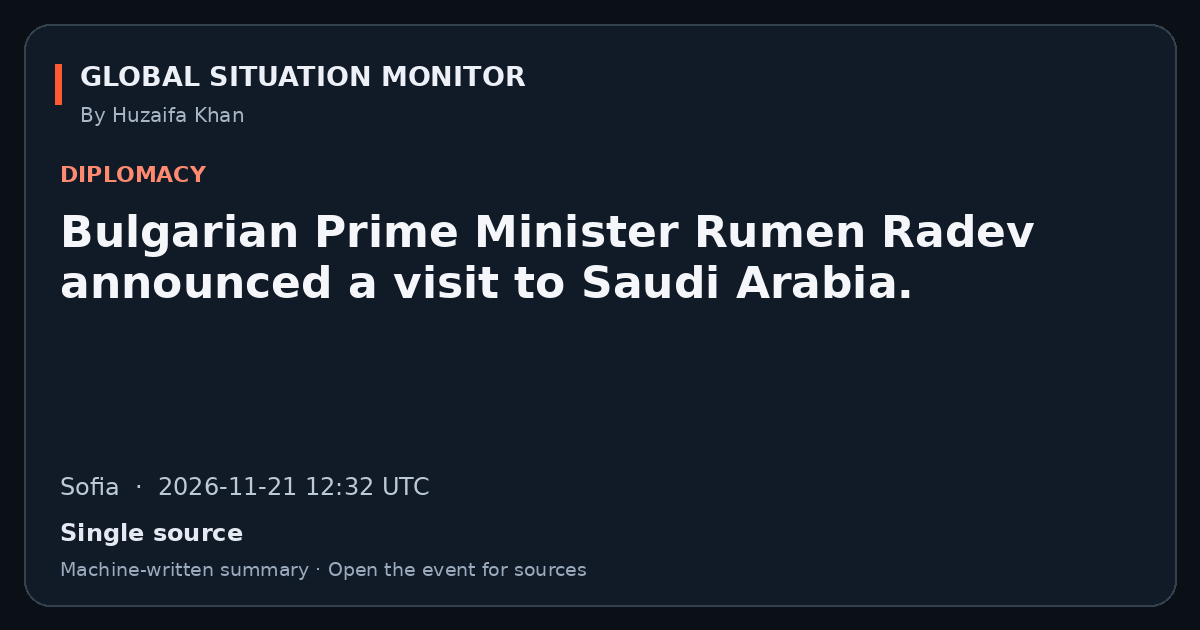 GLOBAL SITUATION MONITOR
By Huzaifa Khan
DIPLOMACY
Bulgarian Prime Minister Rumen Radev
announced a visit to Saudi Arabia.
Sofia · 2026-11-21 12:32 UTC
Single source
Machine-written summary · Open the event for sources